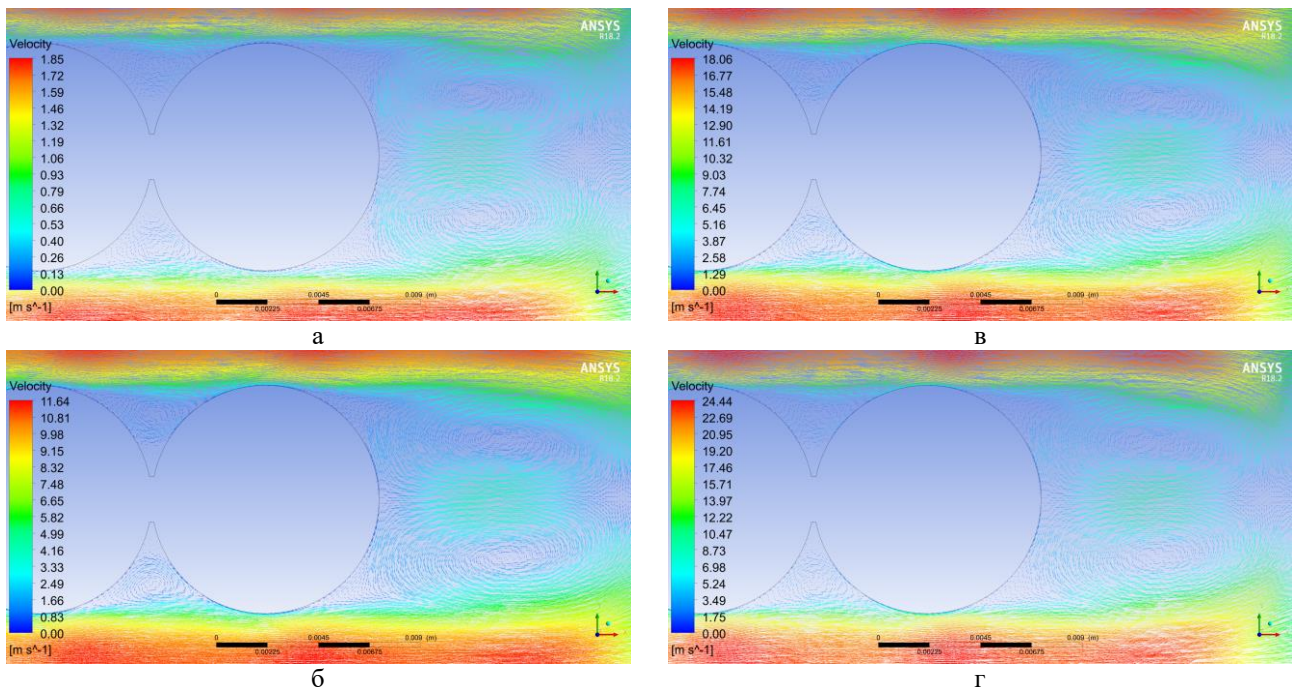 ANSYS
R18.2
Velocity
1.85
1.72
1.59
1.46
1.32
1.19
1.06
0.93
0.79
0.66
0.53
0.40
0.26
0.13
0.00
[m s^-1]
0 0.0045 0.009 (m)
0.00225 0.00675
а
ANSYS
R18.2
Velocity
18.06
16.77
15.48
14.19
12.90
11.61
10.32
9.03
7.74
6.45
5.16
3.87
2.58
1.29
0.00
[m s^-1]
0 0.0045 0.009 (m)
0.00225 0.00675
в
ANSYS
R18.2
Velocity
11.64
10.81
9.98
9.15
8.32
7.48
6.65
5.82
4.99
4.16
3.33
2.49
1.66
0.83
0.00
[m s^-1]
0 0.0045 0.009 (m)
0.00225 0.00675
б
ANSYS
R18.2
Velocity
24.44
22.69
20.95
19.20
17.46
15.71
13.97
12.22
10.47
8.73
6.98
5.24
3.49
1.75
0.00
[m s^-1]
0 0.0045 0.009 (m)
0.00225 0.00675
г